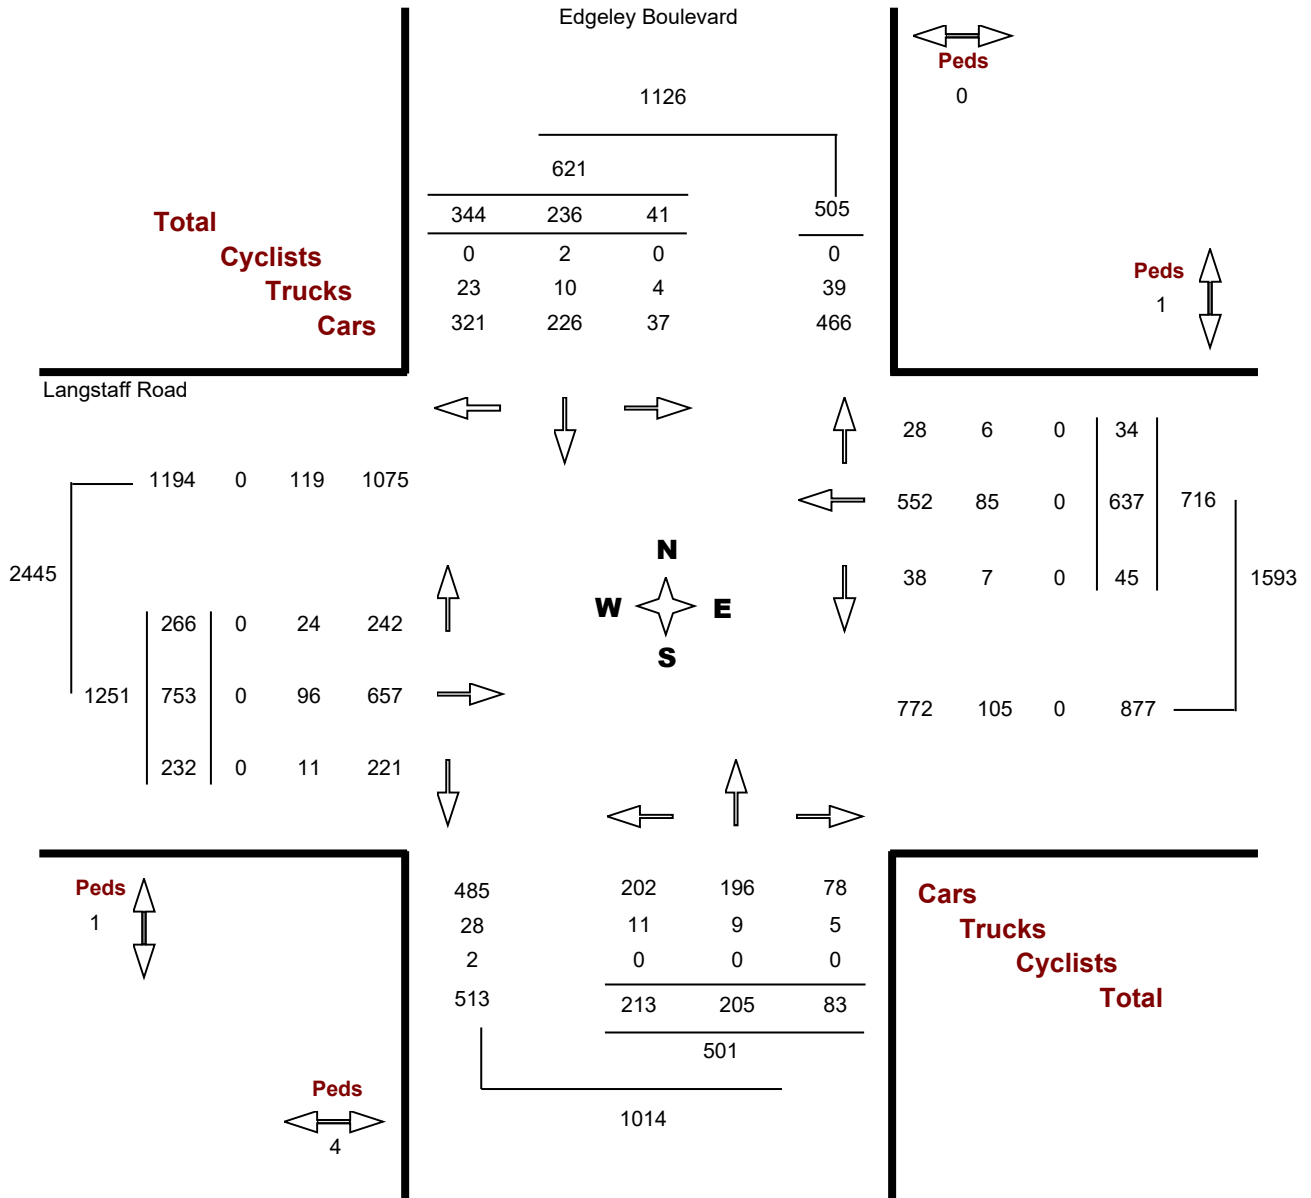 Edgeley Boulevard
Peds
0
1126
621
Total 344 236 41 505
Cyclists 0 2 0 0
Trucks 23 10 4 39
Cars 321 226 37 466
Peds
1
Langstaff Road
28 6 0 34
1194 0 119 1075
552 85 0 637 716
N
2445
38 7 0 45 1593
W E
266 0 24 242
S
1251 753 0 96 657
772 105 0 877
232 0 11 221
Peds
1
485 202 196 78 Cars
28 11 9 5 Trucks
2 0 0 0 Cyclists
513 213 205 83 Total
501
Peds
4
1014